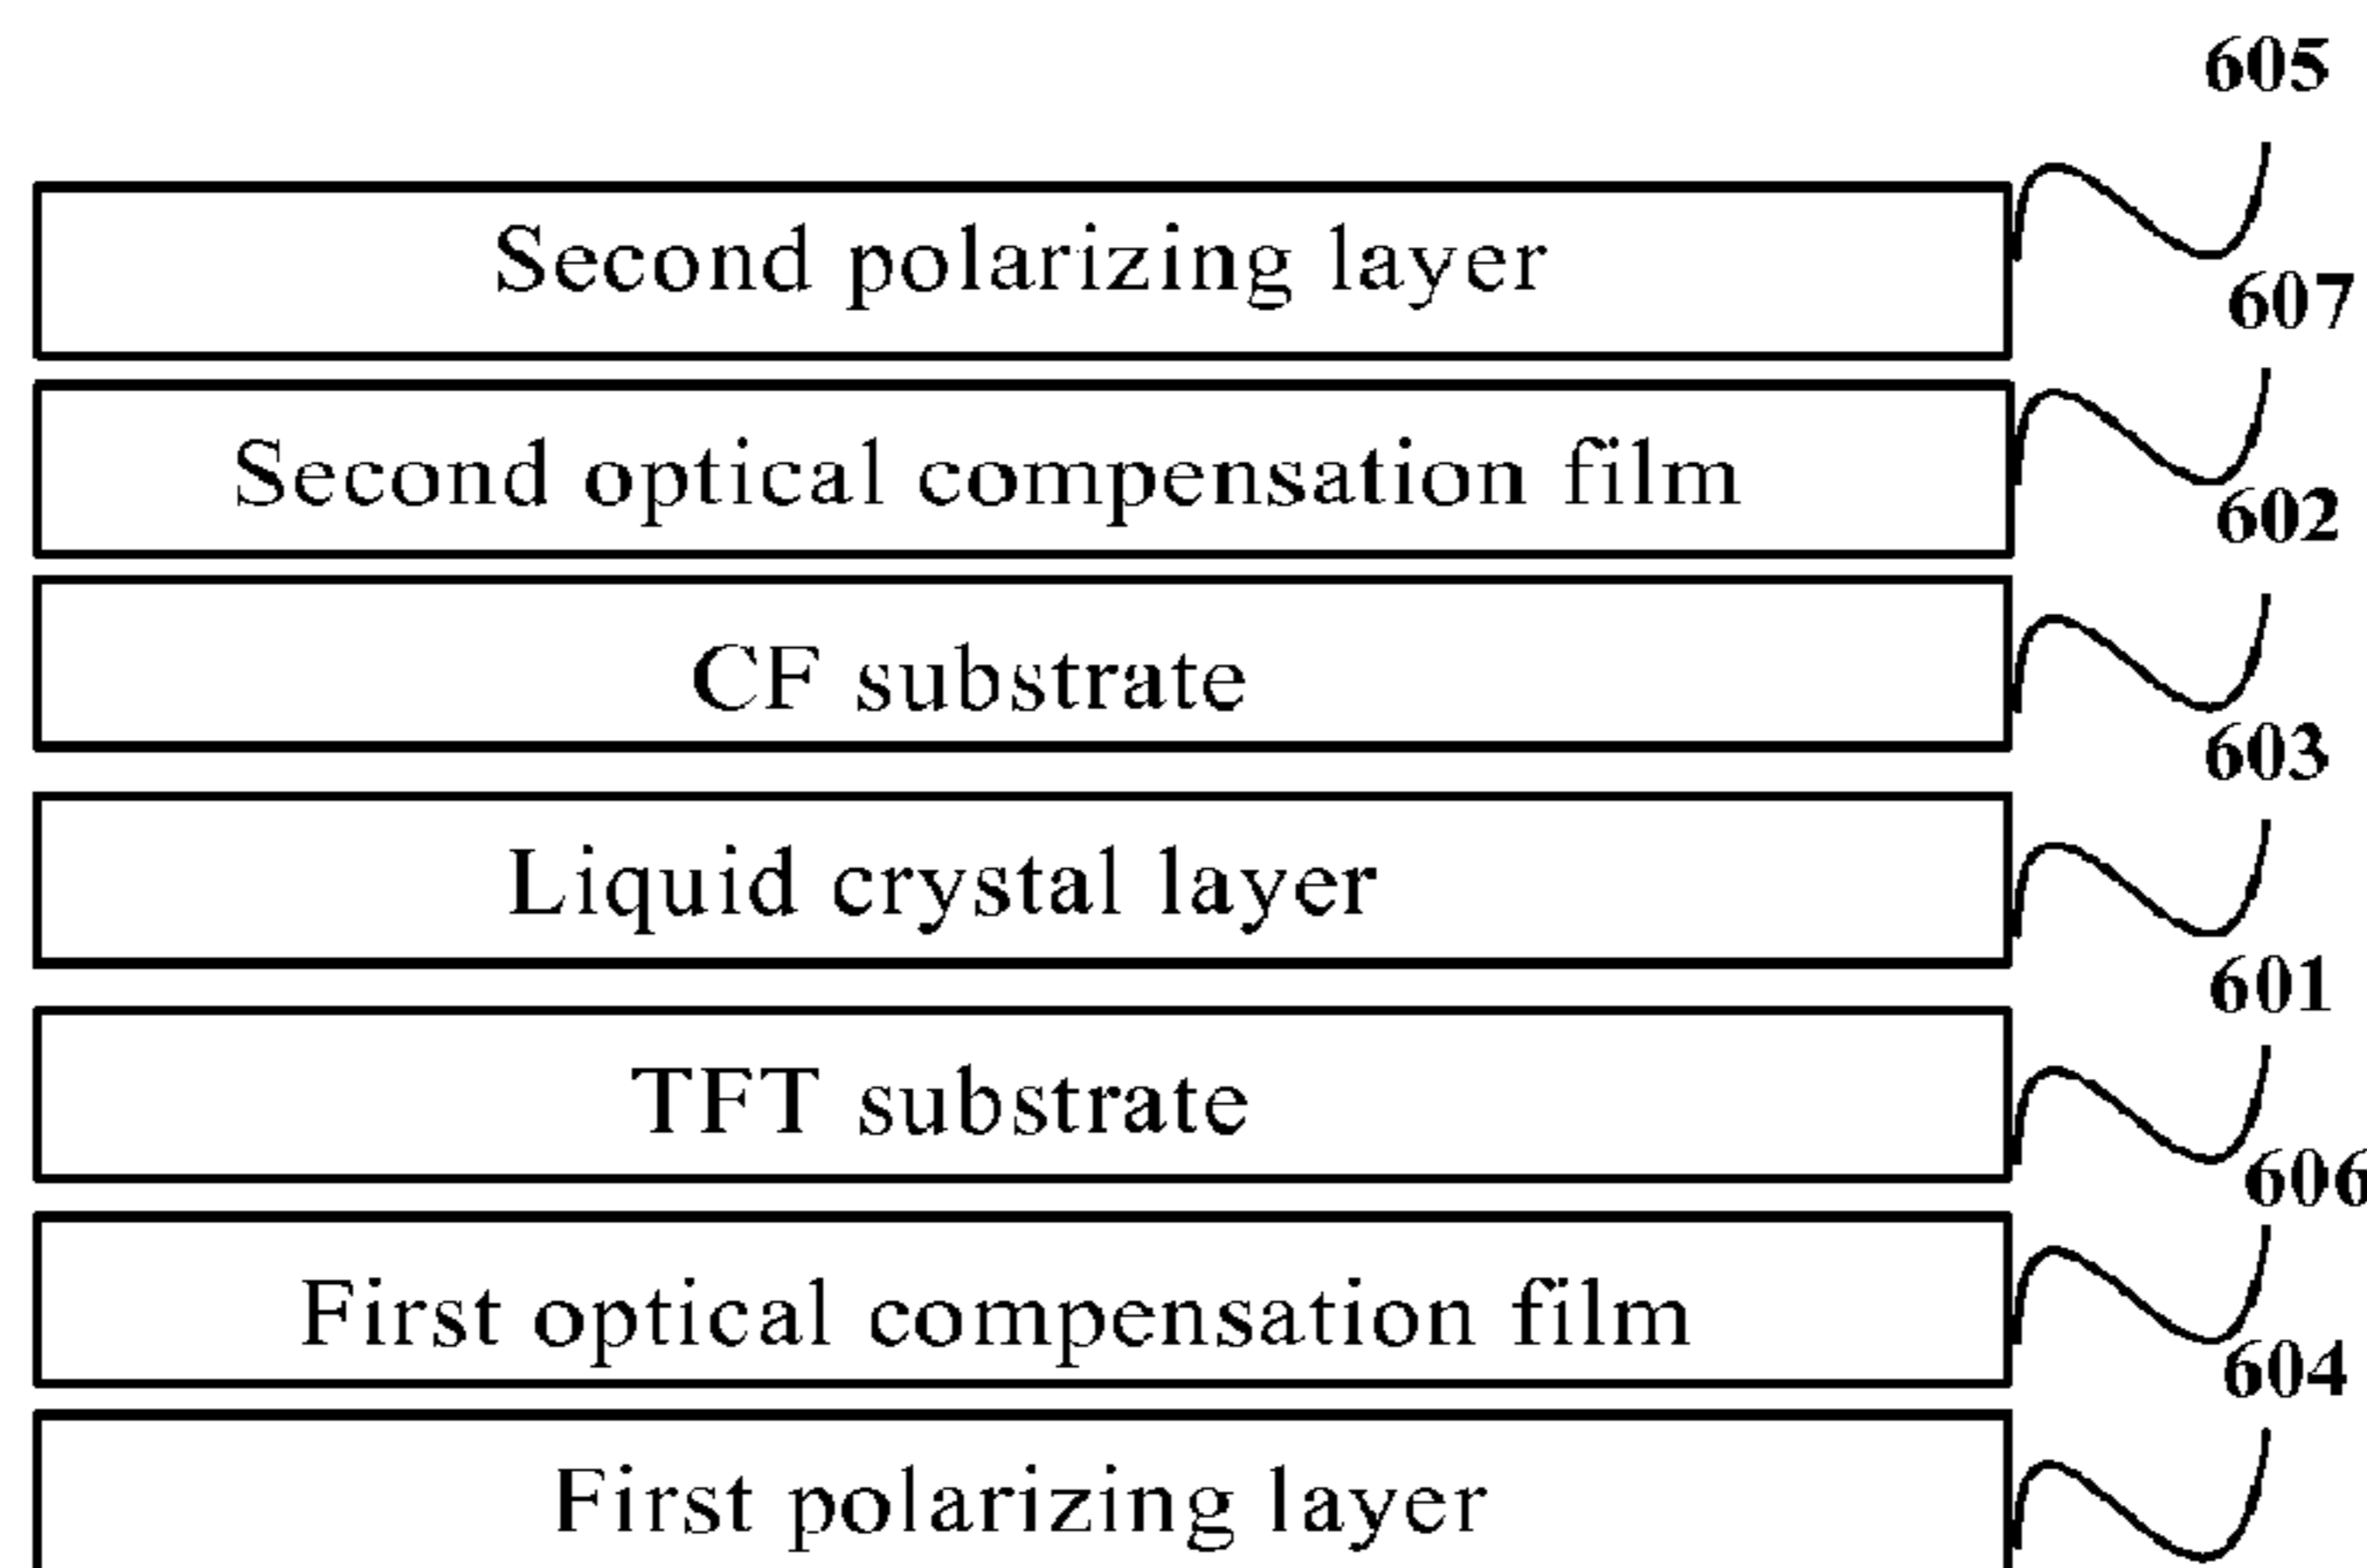 605
Second polarizing layer
607
Second optical compensation film
602
CF substrate
603
Liquid crystal layer
601
TFT substrate
606
First optical compensation film
604
First polarizing layer